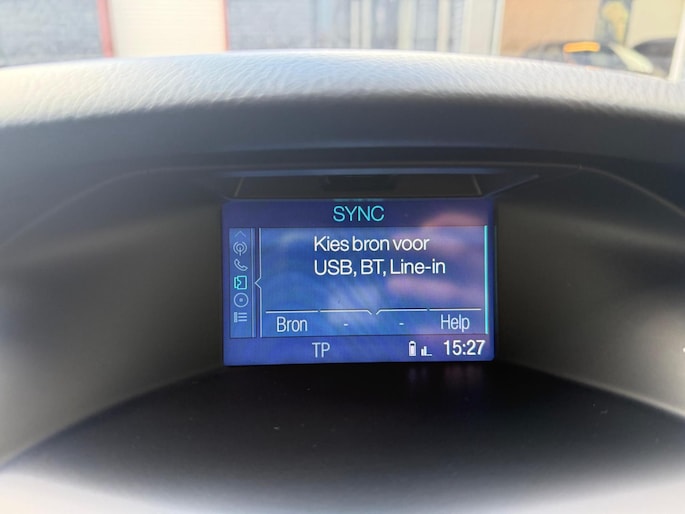 SYNC
Kies bron voor
USB, BT, Line-in
Bron - - Help
TP 15:27